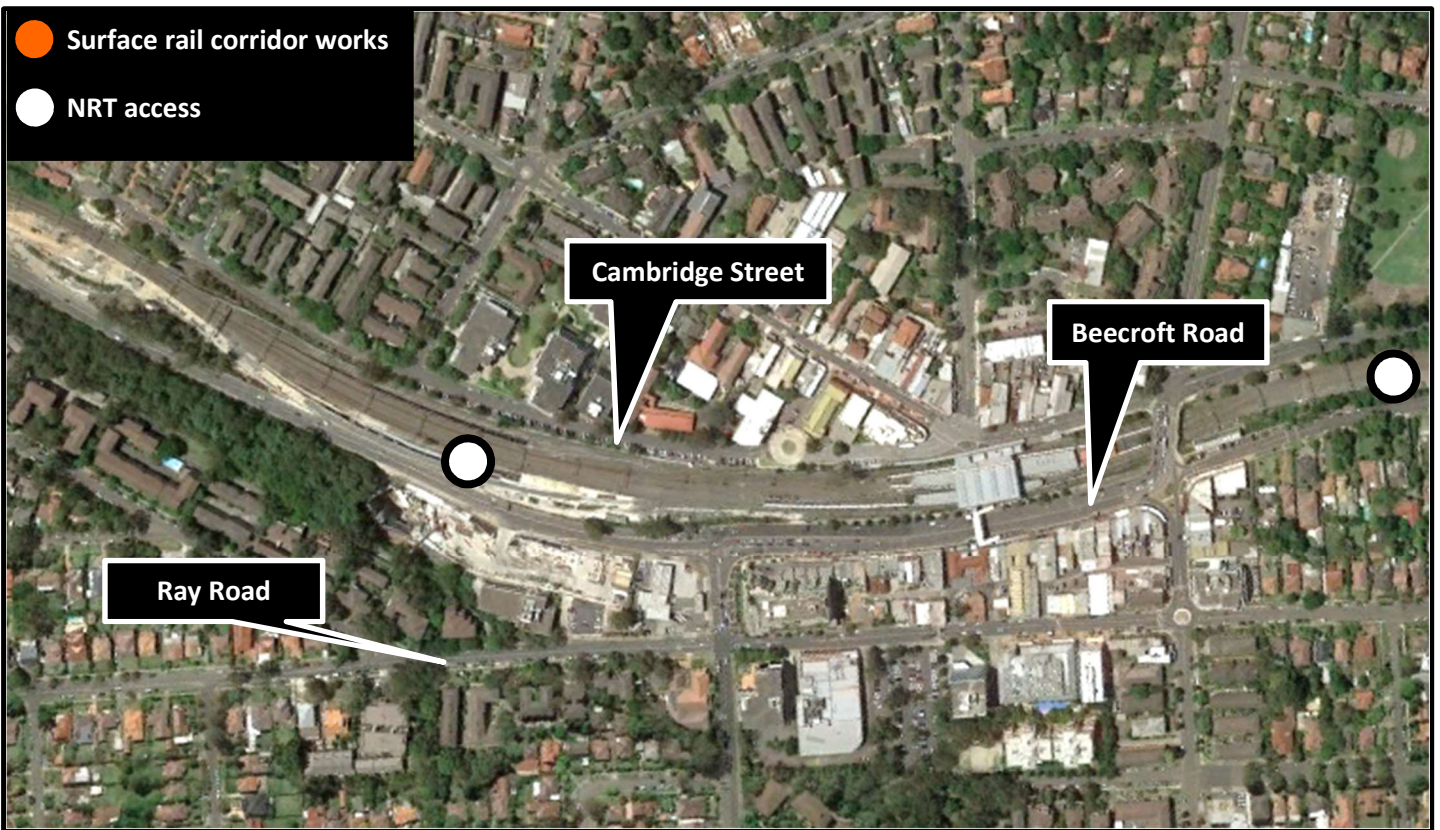 Surface rail corridor works
NRT access
Cambridge Street
Beecroft Road
Ray Road